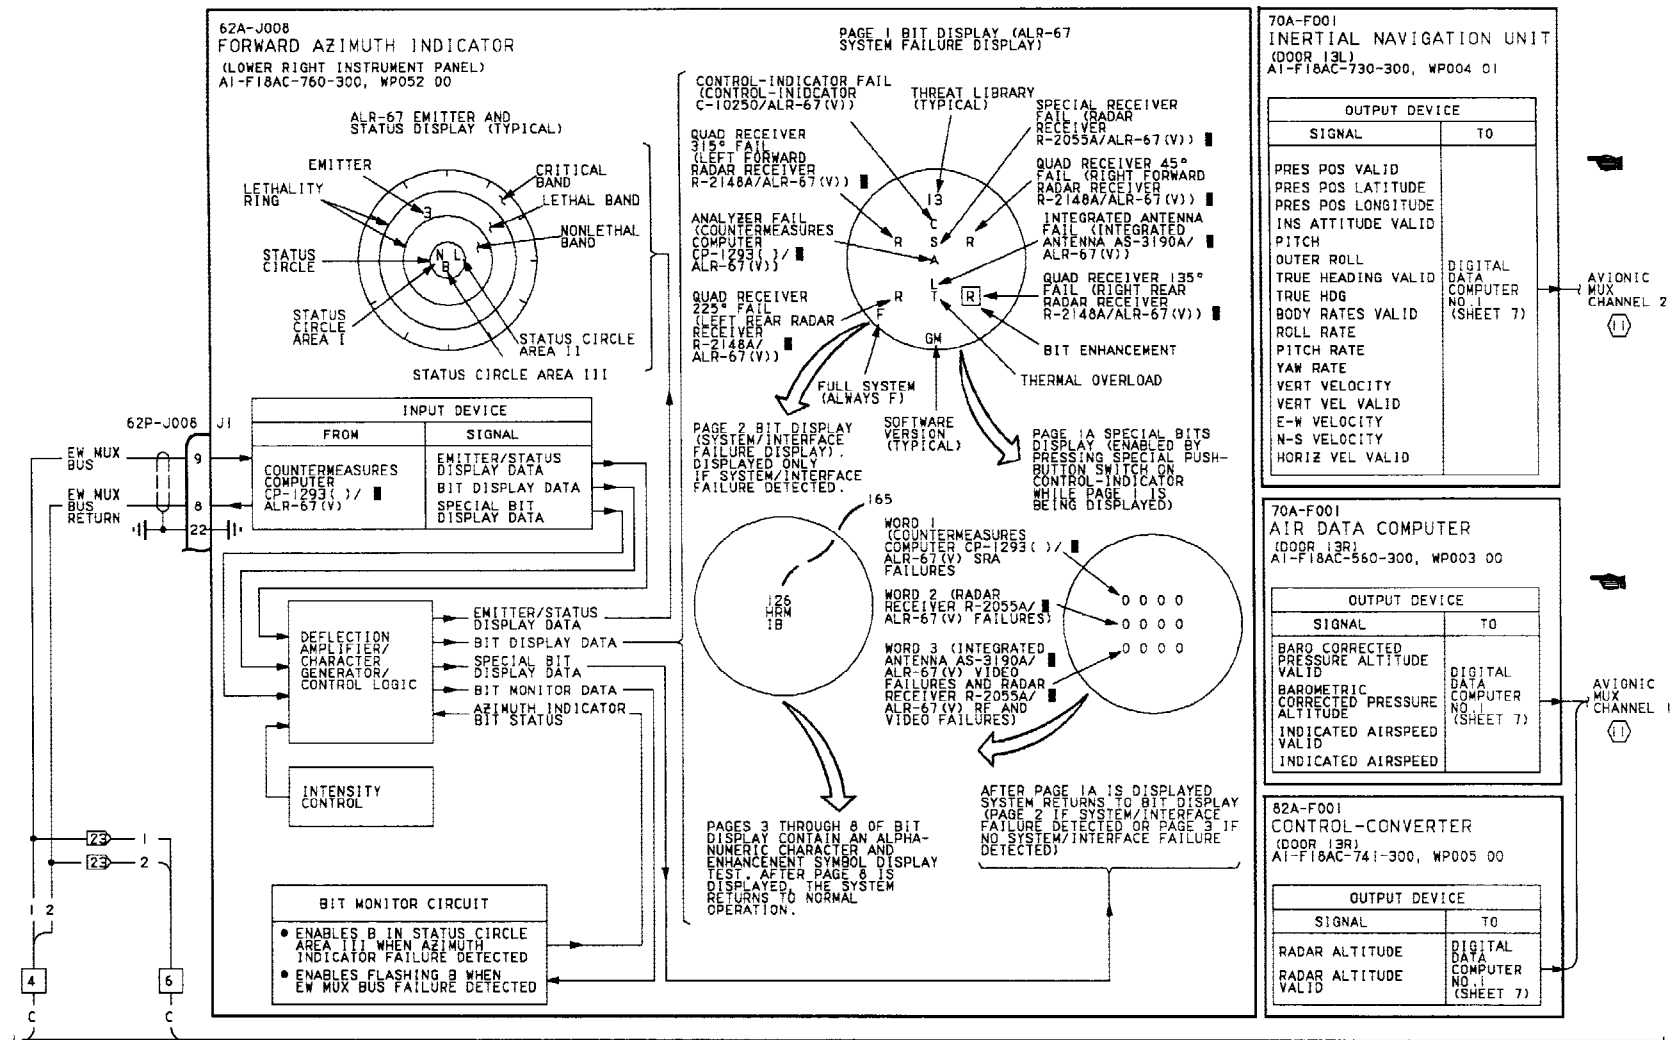 62A-J008
FORWARD AZIMUTH INDICATOR
(LOWER RIGHT INSTRUMENT PANEL)
A1-F18AC-760-300, WP052 00
ALR-67 EMITTER AND
STATUS DISPLAY (TYPICAL)
EMITTER
LETHALITY
RING
STATUS
CIRCLE
STATUS
CIRCLE
AREA I
CRITICAL
BAND
LETHAL BAND
NONLETHAL
BAND
3
N L
B
STATUS CIRCLE
AREA II
STATUS CIRCLE AREA III
PAGE 1 BIT DISPLAY (ALR-67
SYSTEM FAILURE DISPLAY)
CONTROL-INDICATOR FAIL
(CONTROL-INIDCATOR
C-10250/ALR-67(V))
THREAT LIBRARY
(TYPICAL)
SPECIAL RECEIVER
FAIL (RADAR
RECEIVER
R-2055A/ALR-67(V))
QUAD RECEIVER
315° FAIL
(LEFT FORWARD
RADAR RECEIVER
R-2148A/ALR-67(V))
QUAD RECEIVER 45°
FAIL (RIGHT FORWARD
RADAR RECEIVER
R-2148A/ALR-67(V))
ANALYZER FAIL
(COUNTERMEASURES
COMPUTER
CP-1293( )/
ALR-67(V))
INTEGRATED ANTENNA
FAIL (INTEGRATED
ANTENNA AS-3190A/
ALR-67(V))
QUAD RECEIVER
225° FAIL
(LEFT REAR RADAR
RECEIVER
R-2148A/
ALR-67(V))
QUAD RECEIVER 135°
FAIL (RIGHT REAR
RADAR RECEIVER
R-2148A/ALR-67(V))
13
C
R S R
A
L
R T R
F
GM
BIT ENHANCEMENT
THERMAL OVERLOAD
FULL SYSTEM
(ALWAYS F)
SOFTWARE
VERSION
(TYPICAL)
PAGE 2 BIT DISPLAY
(SYSTEM/INTERFACE
FAILURE DISPLAY).
DISPLAYED ONLY
IF SYSTEM/INTERFACE
FAILURE DETECTED.
PAGE 1A SPECIAL BITS
DISPLAY (ENABLED BY
PRESSING SPECIAL PUSH-
BUTTON SWITCH ON
CONTROL-INDICATOR
WHILE PAGE 1 IS
BEING DISPLAYED)
165
126
HRM
1B
WORD 1
(COUNTERMEASURES
COMPUTER CP-1293( )/
ALR-67(V) SRA
FAILURES
WORD 2 (RADAR
RECEIVER R-2055A/
ALR-67(V) FAILURES)
WORD 3 (INTEGRATED
ANTENNA AS-3190A/
ALR-67(V) VIDEO
FAILURES AND RADAR
RECEIVER R-2055A/
ALR-67(V) RF AND
VIDEO FAILURES)
0 0 0 0
0 0 0 0
0 0 0 0
PAGES 3 THROUGH 8 OF BIT
DISPLAY CONTAIN AN ALPHA-
NUMERIC CHARACTER AND
ENHANCENENT SYMBOL DISPLAY
TEST. AFTER PAGE 8 IS
DISPLAYED, THE SYSTEM
RETURNS TO NORMAL
OPERATION.
AFTER PAGE 1A IS DISPLAYED
SYSTEM RETURNS TO BIT DISPLAY
(PAGE 2 IF SYSTEM/INTERFACE
FAILURE DETECTED OR PAGE 3 IF
NO SYSTEM/INTERFACE FAILURE
DETECTED)
62P-J008 J1
EW MUX
BUS
9
EW MUX
BUS
RETURN
8
22
INPUT DEVICE
FROM SIGNAL
COUNTERMEASURES
COMPUTER
CP-1293( )/
ALR-67(V)
EMITTER/STATUS
DISPLAY DATA
BIT DISPLAY DATA
SPECIAL BIT
DISPLAY DATA
DEFLECTION
AMPLIFIER/
CHARACTER
GENERATOR/
CONTROL LOGIC
EMITTER/STATUS
DISPLAY DATA
BIT DISPLAY DATA
SPECIAL BIT
DISPLAY DATA
BIT MONITOR DATA
AZIMUTH INDICATOR
BIT STATUS
INTENSITY
CONTROL
BIT MONITOR CIRCUIT
● ENABLES B IN STATUS CIRCLE
AREA III WHEN AZIMUTH
INDICATOR FAILURE DETECTED
● ENABLES FLASHING B WHEN
EW MUX BUS FAILURE DETECTED
23 1
23 2
1 2
4 6
C C
70A-F001
INERTIAL NAVIGATION UNIT
(DOOR 13L)
A1-F18AC-730-300, WP004 01
OUTPUT DEVICE
SIGNAL TO
PRES POS VALID
PRES POS LATITUDE
PRES POS LONGITUDE
INS ATTITUDE VALID
PITCH
OUTER ROLL
TRUE HEADING VALID
TRUE HDG
BODY RATES VALID
ROLL RATE
PITCH RATE
YAW RATE
VERT VELOCITY
VERT VEL VALID
E-W VELOCITY
N-S VELOCITY
HORIZ VEL VALID
DIGITAL
DATA
COMPUTER
NO.1
(SHEET 7)
AVIONIC
MUX
CHANNEL 2
11
70A-F001
AIR DATA COMPUTER
(DOOR 13R)
A1-F18AC-560-300, WP003 00
OUTPUT DEVICE
SIGNAL TO
BARO CORRECTED
PRESSURE ALTITUDE
VALID
BAROMETRIC
CORRECTED PRESSURE
ALTITUDE
INDICATED AIRSPEED
VALID
INDICATED AIRSPEED
DIGITAL
DATA
COMPUTER
NO.1
(SHEET 7)
AVIONIC
MUX
CHANNEL 1
11
82A-F001
CONTROL-CONVERTER
(DOOR 13R)
A1-F18AC-741-300, WP005 00
OUTPUT DEVICE
SIGNAL TO
RADAR ALTITUDE
RADAR ALTITUDE
VALID
DIGITAL
DATA
COMPUTER
NO.1
(SHEET 7)